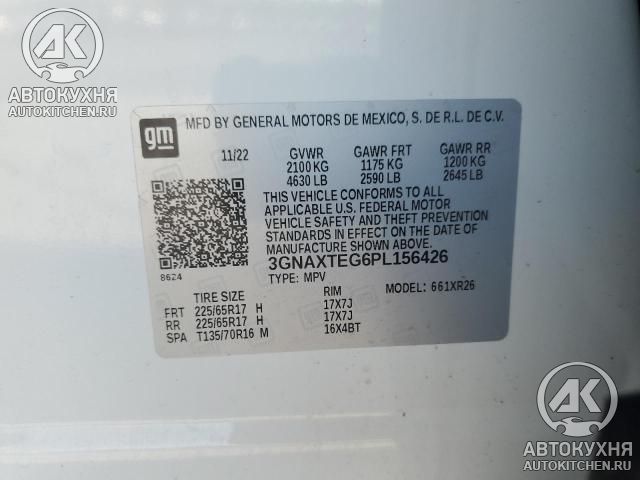 АК
АВТОКУХНЯ
AUTOKITCHEN.RU
gm
MFD BY GENERAL MOTORS DE MEXICO, S. DE R.L. DE C.V.
11/22 GVWR GAWR FRT GAWR RR
2100 KG 1175 KG 1200 KG
4630 LB 2590 LB 2645 LB
THIS VEHICLE CONFORMS TO ALL
APPLICABLE U.S. FEDERAL MOTOR
VEHICLE SAFETY AND THEFT PREVENTION
STANDARDS IN EFFECT ON THE DATE OF
MANUFACTURE SHOWN ABOVE.
3GNAXTEG6PL156426
8624 TYPE: MPV MODEL: 661XR26
TIRE SIZE RIM
FRT 225/65R17 H 17X7J
RR 225/65R17 H 17X7J
SPA T135/70R16 M 16X4BT
АК
АВТОКУХНЯ
AUTOKITCHEN.RU